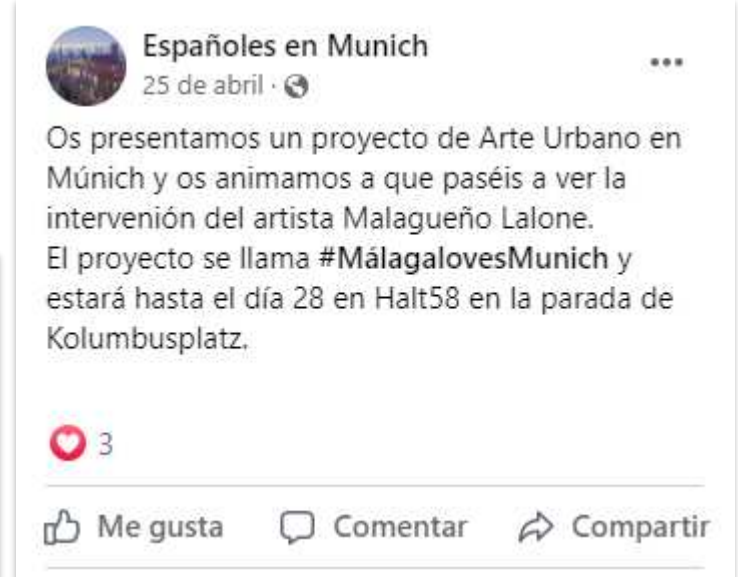 Españoles en Munich
25 de abril ·
Os presentamos un proyecto de Arte Urbano en
Múnich y os animamos a que paséis a ver la
intervenión del artista Malagueño Lalone.
El proyecto se llama #MálagalovesMunich y
estará hasta el día 28 en Halt58 en la parada de
Kolumbusplatz.
3
Me gusta Comentar Compartir